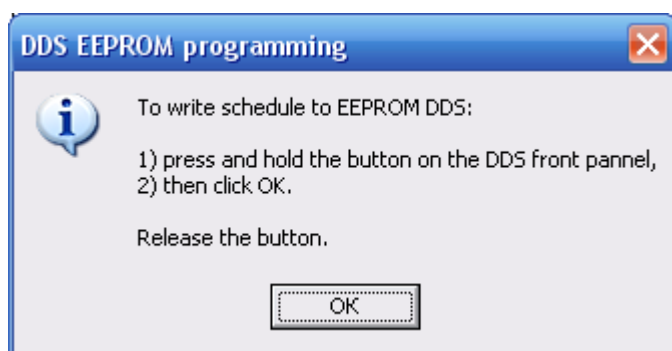 DDS EEPROM programming
To write schedule to EEPROM DDS:
1) press and hold the button on the DDS front pannel,
2) then click OK.
Release the button.
OK